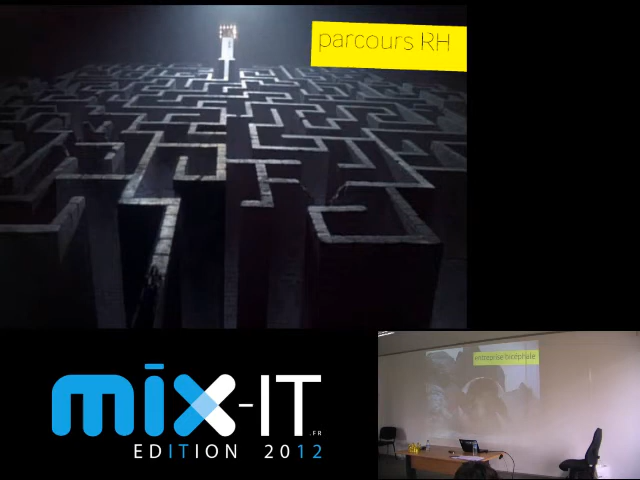 parcours RH
entreprise bicéphale
mix-IT
.FR
EDITION 2012